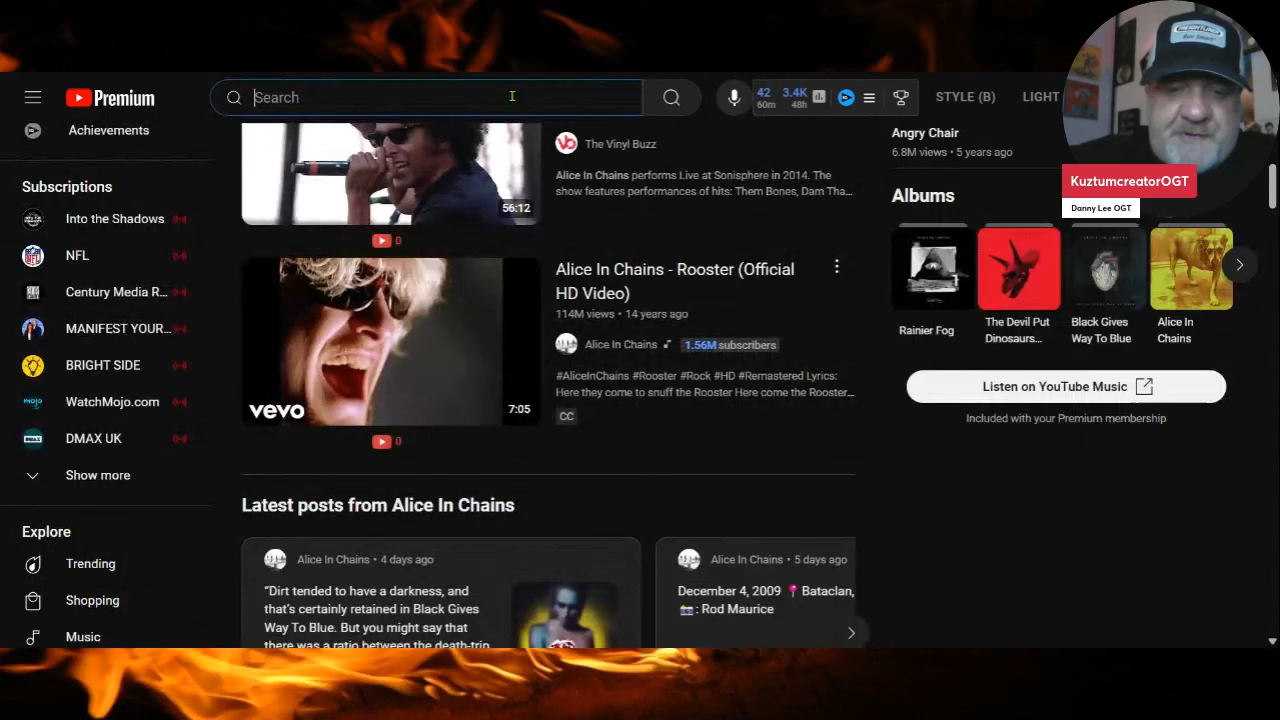 Premium
Search
42
60m
3.4K
48h
STYLE (B)
LIGHT
KuztumcreatorOGT
Danny Lee OGT
Achievements
Subscriptions
Into the Shadows
NFL
Century Media R...
MANIFEST YOUR...
BRIGHT SIDE
WatchMojo.com
DMAX UK
Show more
Explore
Trending
Shopping
Music
56:12
The Vinyl Buzz
Alice In Chains performs Live at Sonisphere in 2014. The
show features performances of hits: Them Bones, Dam Tha...
0
vevo
7:05
Alice In Chains - Rooster (Official
HD Video)
114M views • 14 years ago
Alice In Chains
1.56M subscribers
#AliceInChains #Rooster #Rock #HD #Remastered Lyrics:
Here they come to snuff the Rooster Here come the Rooster...
CC
0
Latest posts from Alice In Chains
Alice In Chains • 4 days ago
"Dirt tended to have a darkness, and
that's certainly retained in Black Gives
Way To Blue. But you might say that
there was a ratio between the death-trip
Alice In Chains • 5 days ago
December 4, 2009 📍 Bataclan,
📸: Rod Maurice
Angry Chair
6.8M views • 5 years ago
Albums
Rainier Fog
The Devil Put
Dinosaurs...
Black Gives
Way To Blue
Alice In
Chains
Listen on YouTube Music
Included with your Premium membership